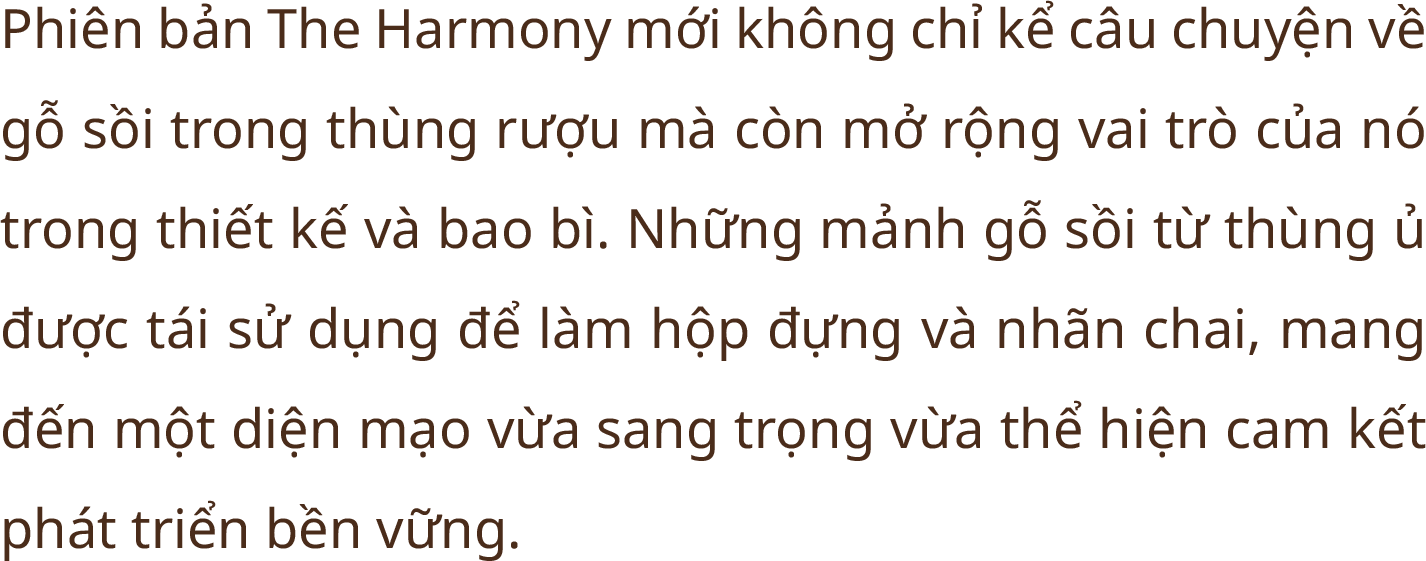 Phiên bản The Harmony mới không chỉ kể câu chuyện về
gỗ sồi trong thùng rượu mà còn mở rộng vai trò của nó
trong thiết kế và bao bì. Những mảnh gỗ sồi từ thùng ủ
được tái sử dụng để làm hộp đựng và nhãn chai, mang
đến một diện mạo vừa sang trọng vừa thể hiện cam kết
phát triển bền vững.